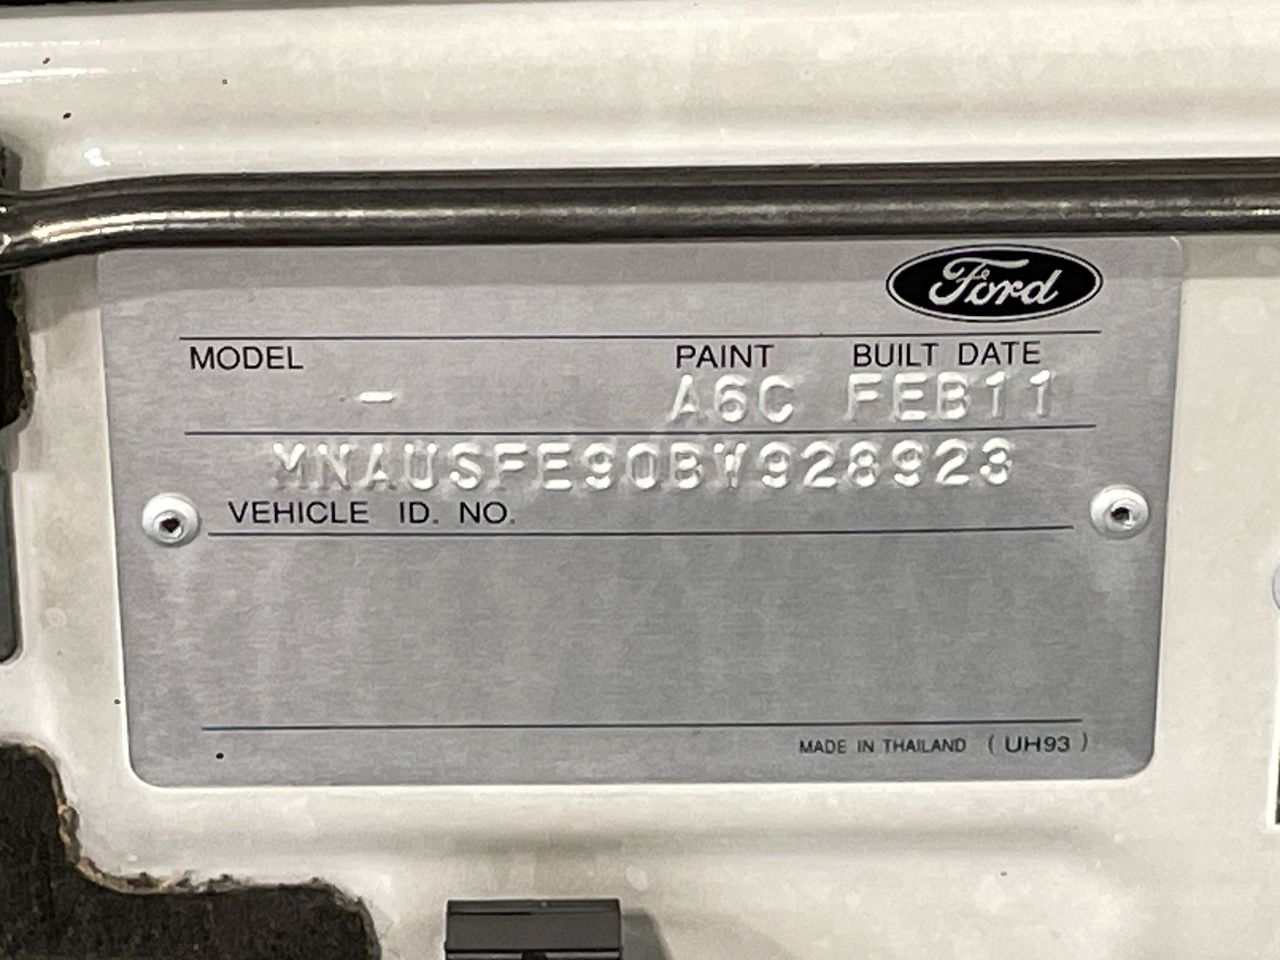 Ford
MODEL PAINT BUILT DATE
- A6C FEB11
MNAUSFE90BW928923
VEHICLE ID. NO.
MADE IN THAILAND (UH93)